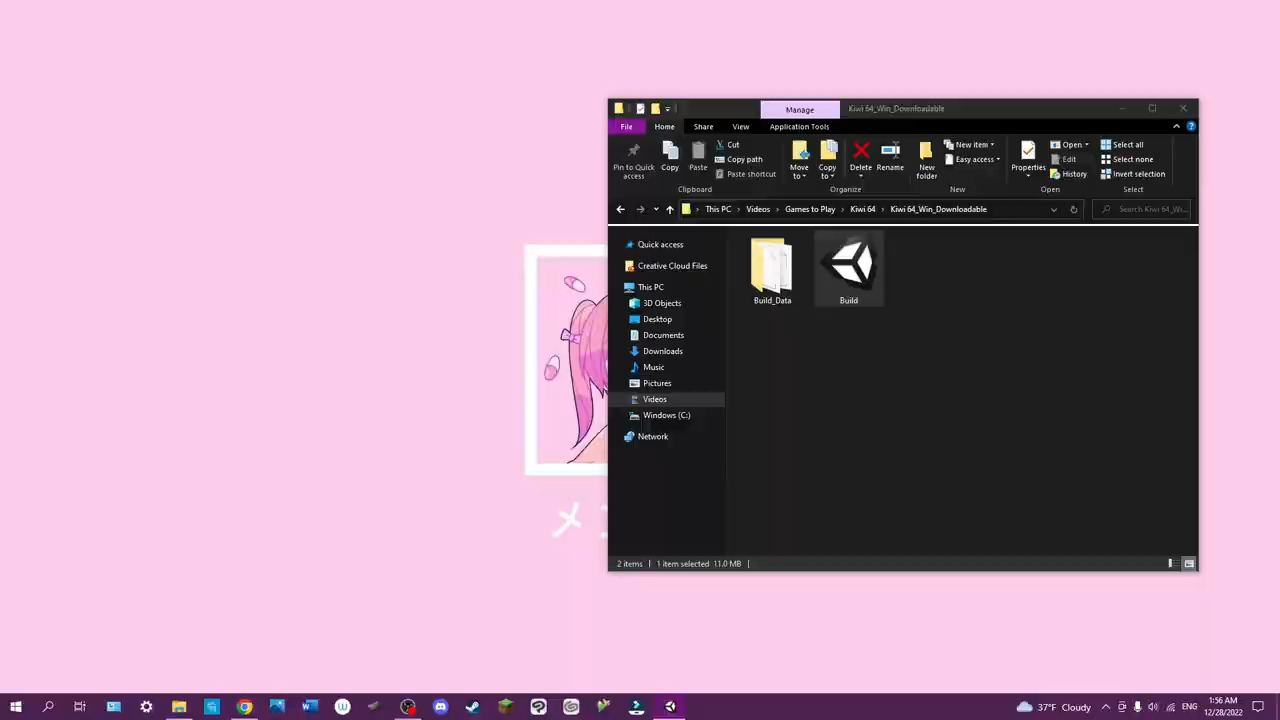 Manage
Kiwi 64_Win_Downloadable
File
Home
Share
View
Application Tools
Pin to Quick access
Copy
Paste
Cut
Copy path
Paste shortcut
Move to
Copy to
Delete
Rename
New folder
New item
Easy access
Properties
Open
Edit
History
Select all
Select none
Invert selection
Clipboard
Organize
New
Open
Select
This PC
Videos
Games to Play
Kiwi 64
Kiwi 64_Win_Downloadable
Search Kiwi 64_Wi...
Quick access
Creative Cloud Files
This PC
3D Objects
Desktop
Documents
Downloads
Music
Pictures
Videos
Windows (C:)
Network
Build_Data
Build
メ
2 items
1 item selected 11.0 MB
37°F Cloudy
ENG
1:56 AM
12/28/2022